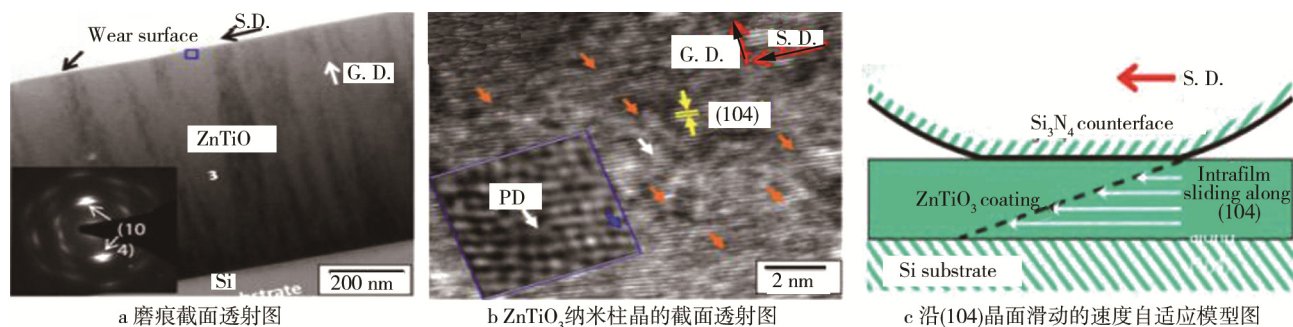 Wear surface
S.D.
G. D.
ZnTiO
3
(10
4)
Si
200 nm
a 磨痕截面透射图
G. D.
S. D.
(104)
PD
2 nm
b ZnTiO₃纳米柱晶的截面透射图
S. D.
Si₃N₄ counterface
ZnTiO₃ coating
Intrafilm
sliding along
(104)
Si substrate
c 沿(104)晶面滑动的速度自适应模型图